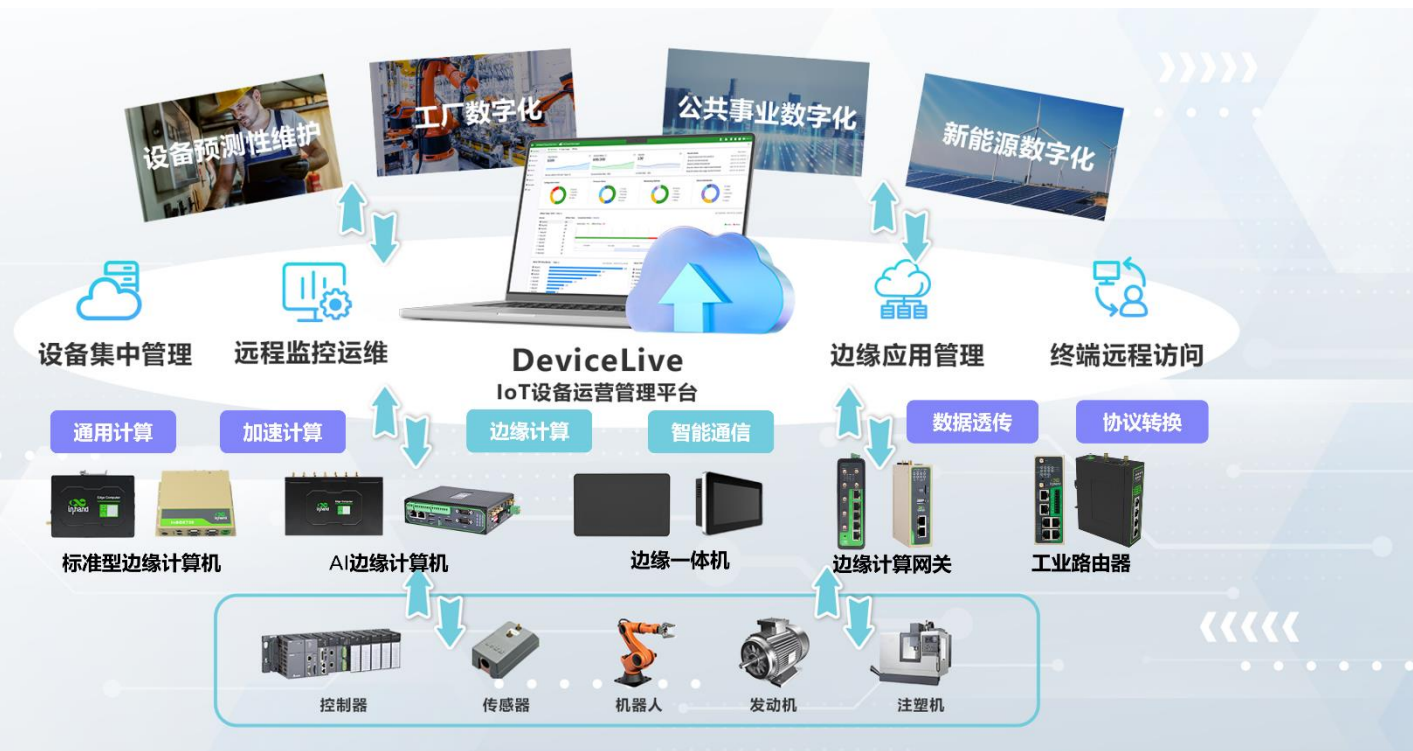 设备预测性维护
工厂数字化
公共事业数字化
新能源数字化
设备集中管理
远程监控运维
DeviceLive
IoT设备运营管理平台
边缘应用管理
终端远程访问
通用计算
加速计算
边缘计算
智能通信
数据透传
协议转换
Edge Computer
inhand
inhand
inhand
标准型边缘计算机
AI边缘计算机
边缘一体机
边缘计算网关
工业路由器
控制器
传感器
机器人
发动机
注塑机